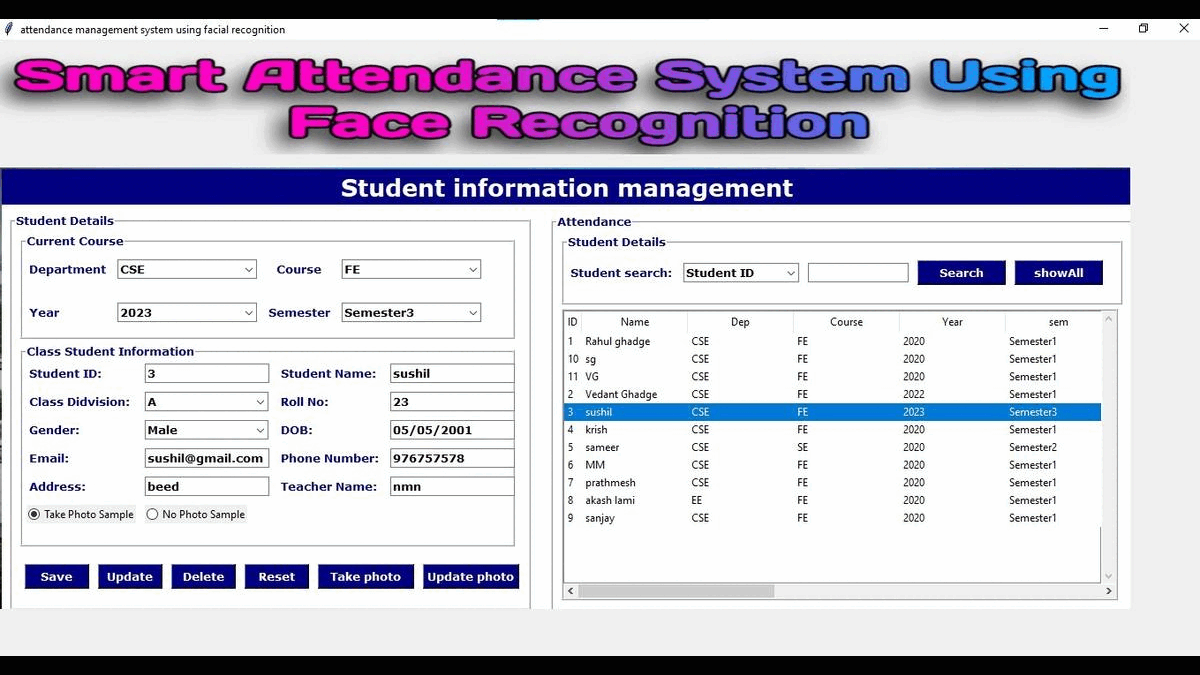 attendance management system using facial recognition
Smart Attendance System Using
Face Recognition
Student information management
Student Details
Current Course
Department CSE Course FE
Year 2023 Semester Semester3
Class Student Information
Student ID: 3 Student Name: sushil
Class Didvision: A Roll No: 23
Gender: Male DOB: 05/05/2001
Email: sushil@gmail.com Phone Number: 976757578
Address: beed Teacher Name: nmn
Take Photo Sample No Photo Sample
Save Update Delete Reset Take photo Update photo
Attendance
Student Details
Student search: Student ID Search showAll
ID Name Dep Course Year sem
1 Rahul ghadge CSE FE 2020 Semester1
10 sg CSE FE 2020 Semester1
11 VG CSE FE 2020 Semester1
2 Vedant Ghadge CSE FE 2022 Semester1
3 sushil CSE FE 2023 Semester3
4 krish CSE FE 2020 Semester1
5 sameer CSE SE 2020 Semester2
6 MM CSE FE 2020 Semester1
7 prathmesh CSE FE 2020 Semester1
8 akash lami EE FE 2020 Semester1
9 sanjay CSE FE 2020 Semester1